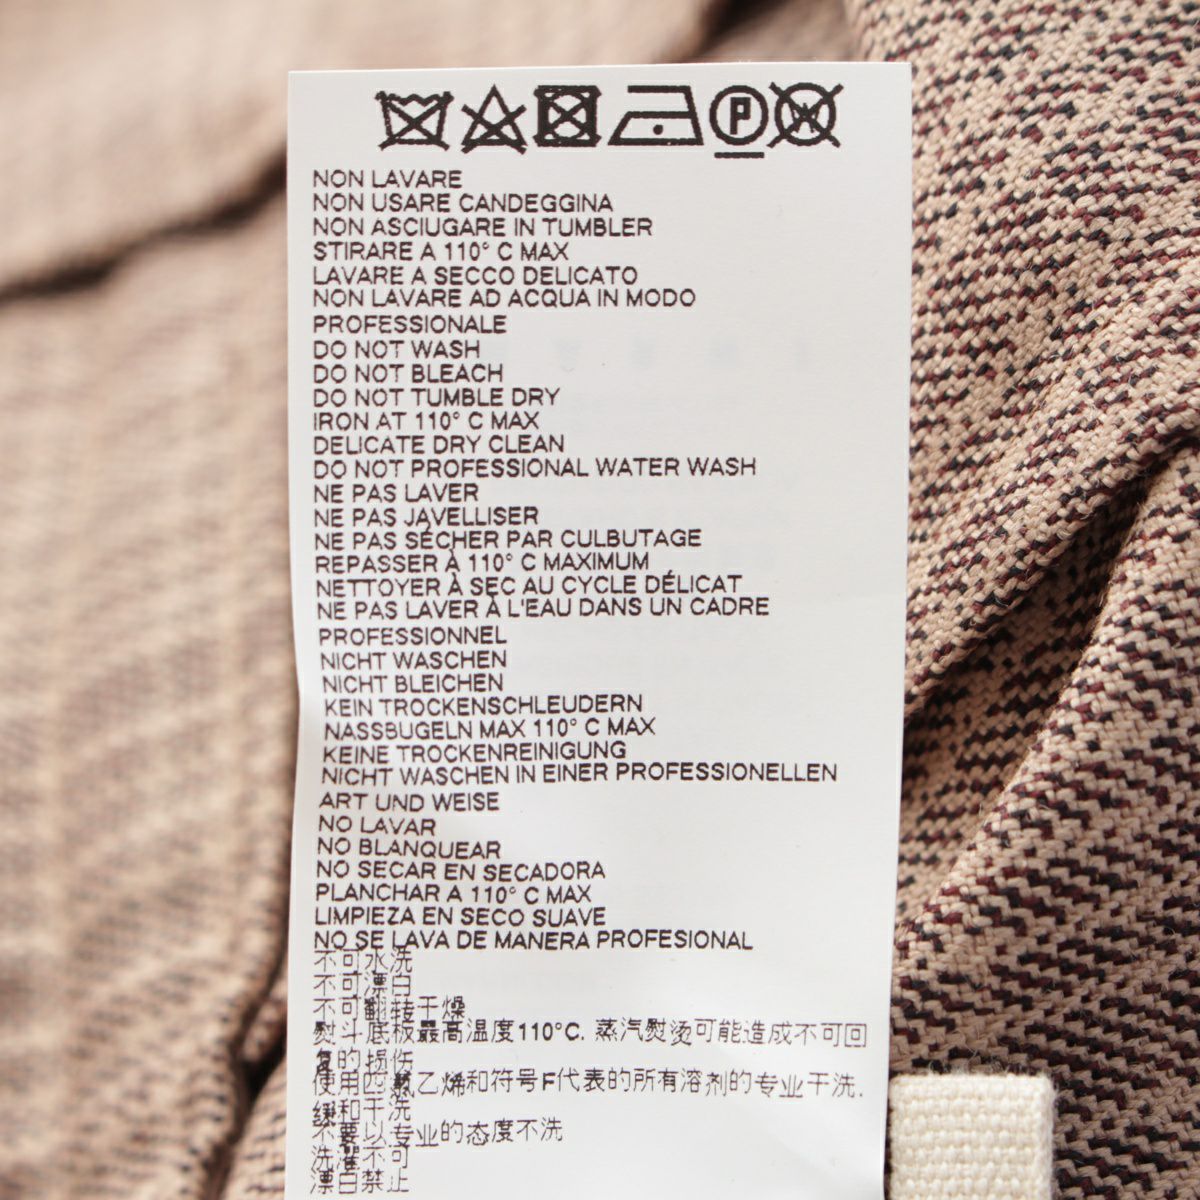 P
W
NON LAVARE
NON USARE CANDEGGINA
NON ASCIUGARE IN TUMBLER
STIRARE A 110° C MAX
LAVARE A SECCO DELICATO
NON LAVARE AD ACQUA IN MODO
PROFESSIONALE
DO NOT WASH
DO NOT BLEACH
DO NOT TUMBLE DRY
IRON AT 110° C MAX
DELICATE DRY CLEAN
DO NOT PROFESSIONAL WATER WASH
NE PAS LAVER
NE PAS JAVELLISER
NE PAS SÉCHER PAR CULBUTAGE
REPASSER À 110° C MAXIMUM
NETTOYER À SEC AU CYCLE DÉLICAT
NE PAS LAVER À L'EAU DANS UN CADRE
PROFESSIONNEL
NICHT WASCHEN
NICHT BLEICHEN
KEIN TROCKENSCHLEUDERN
NASSBUGELN MAX 110° C MAX
KEINE TROCKENREINIGUNG
NICHT WASCHEN IN EINER PROFESSIONELLEN
ART UND WEISE
NO LAVAR
NO BLANQUEAR
NO SECAR EN SECADORA
PLANCHAR A 110° C MAX
LIMPIEZA EN SECO SUAVE
NO SE LAVA DE MANERA PROFESIONAL
不可水洗
不可漂白
不可翻转干燥
熨斗底板最高温度110°C. 蒸汽熨烫可能造成不可回
复的损伤
使用四氯乙烯和符号F代表的所有溶剂的专业干洗.
缓和干洗
不要以专业的态度不洗
洗濯不可
漂白禁止